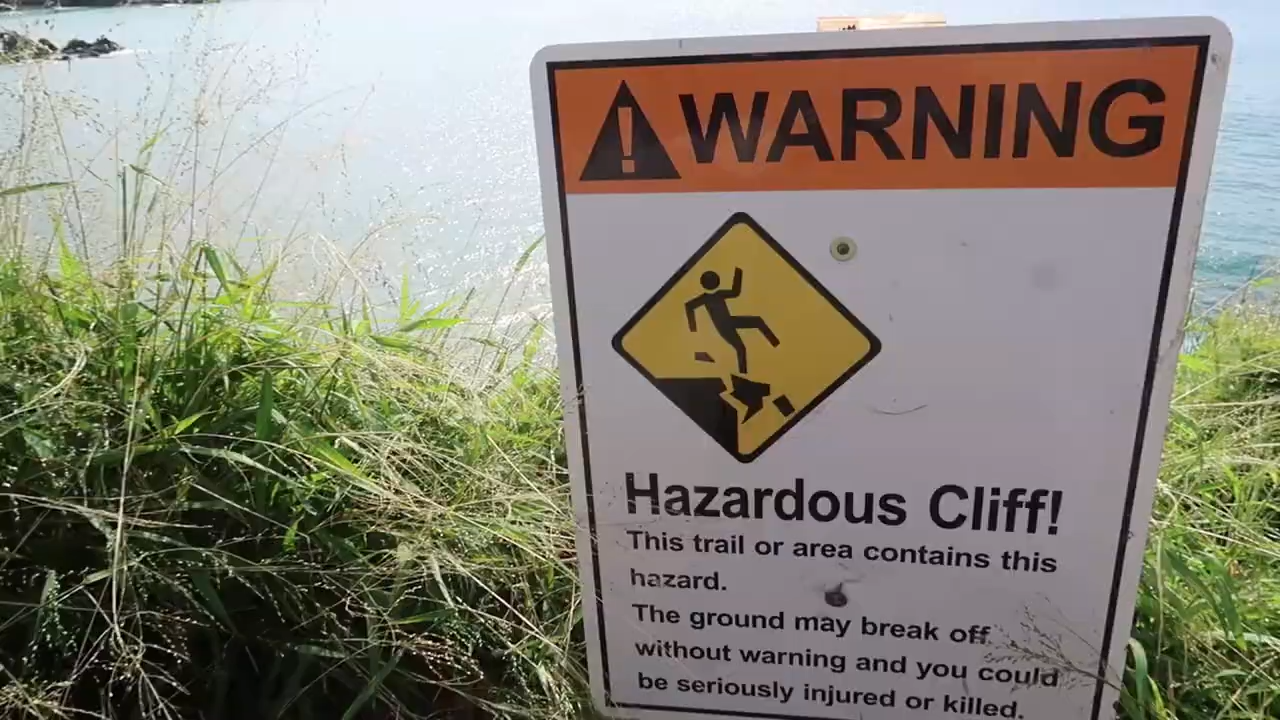 WARNING
Hazardous Cliff!
This trail or area contains this
hazard.
The ground may break off
without warning and you could
be seriously injured or killed.